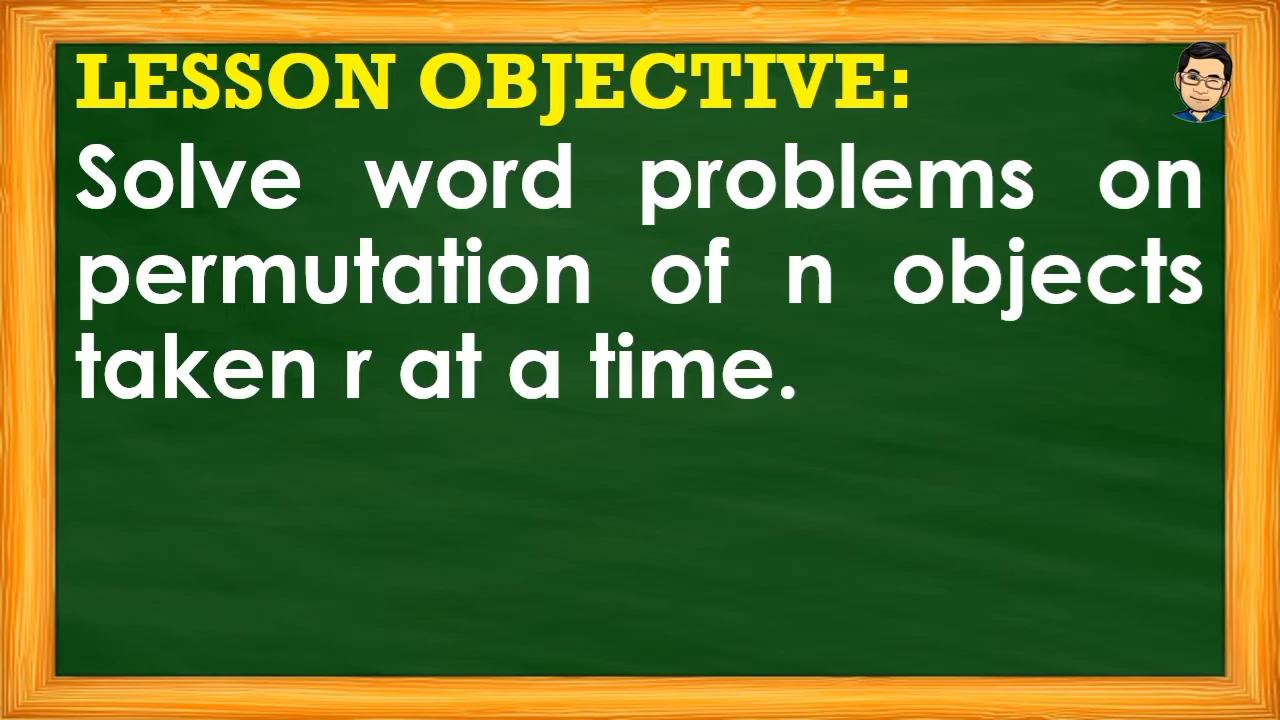 LESSON OBJECTIVE:
Solve word problems on
permutation of n objects
taken r at a time.